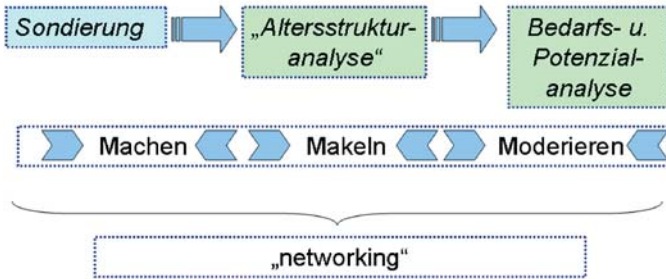 Sondierung
„Altersstruktur-
analyse“
Bedarfs- u.
Potenzial-
analyse
Machen Makeln Moderieren
„networking“